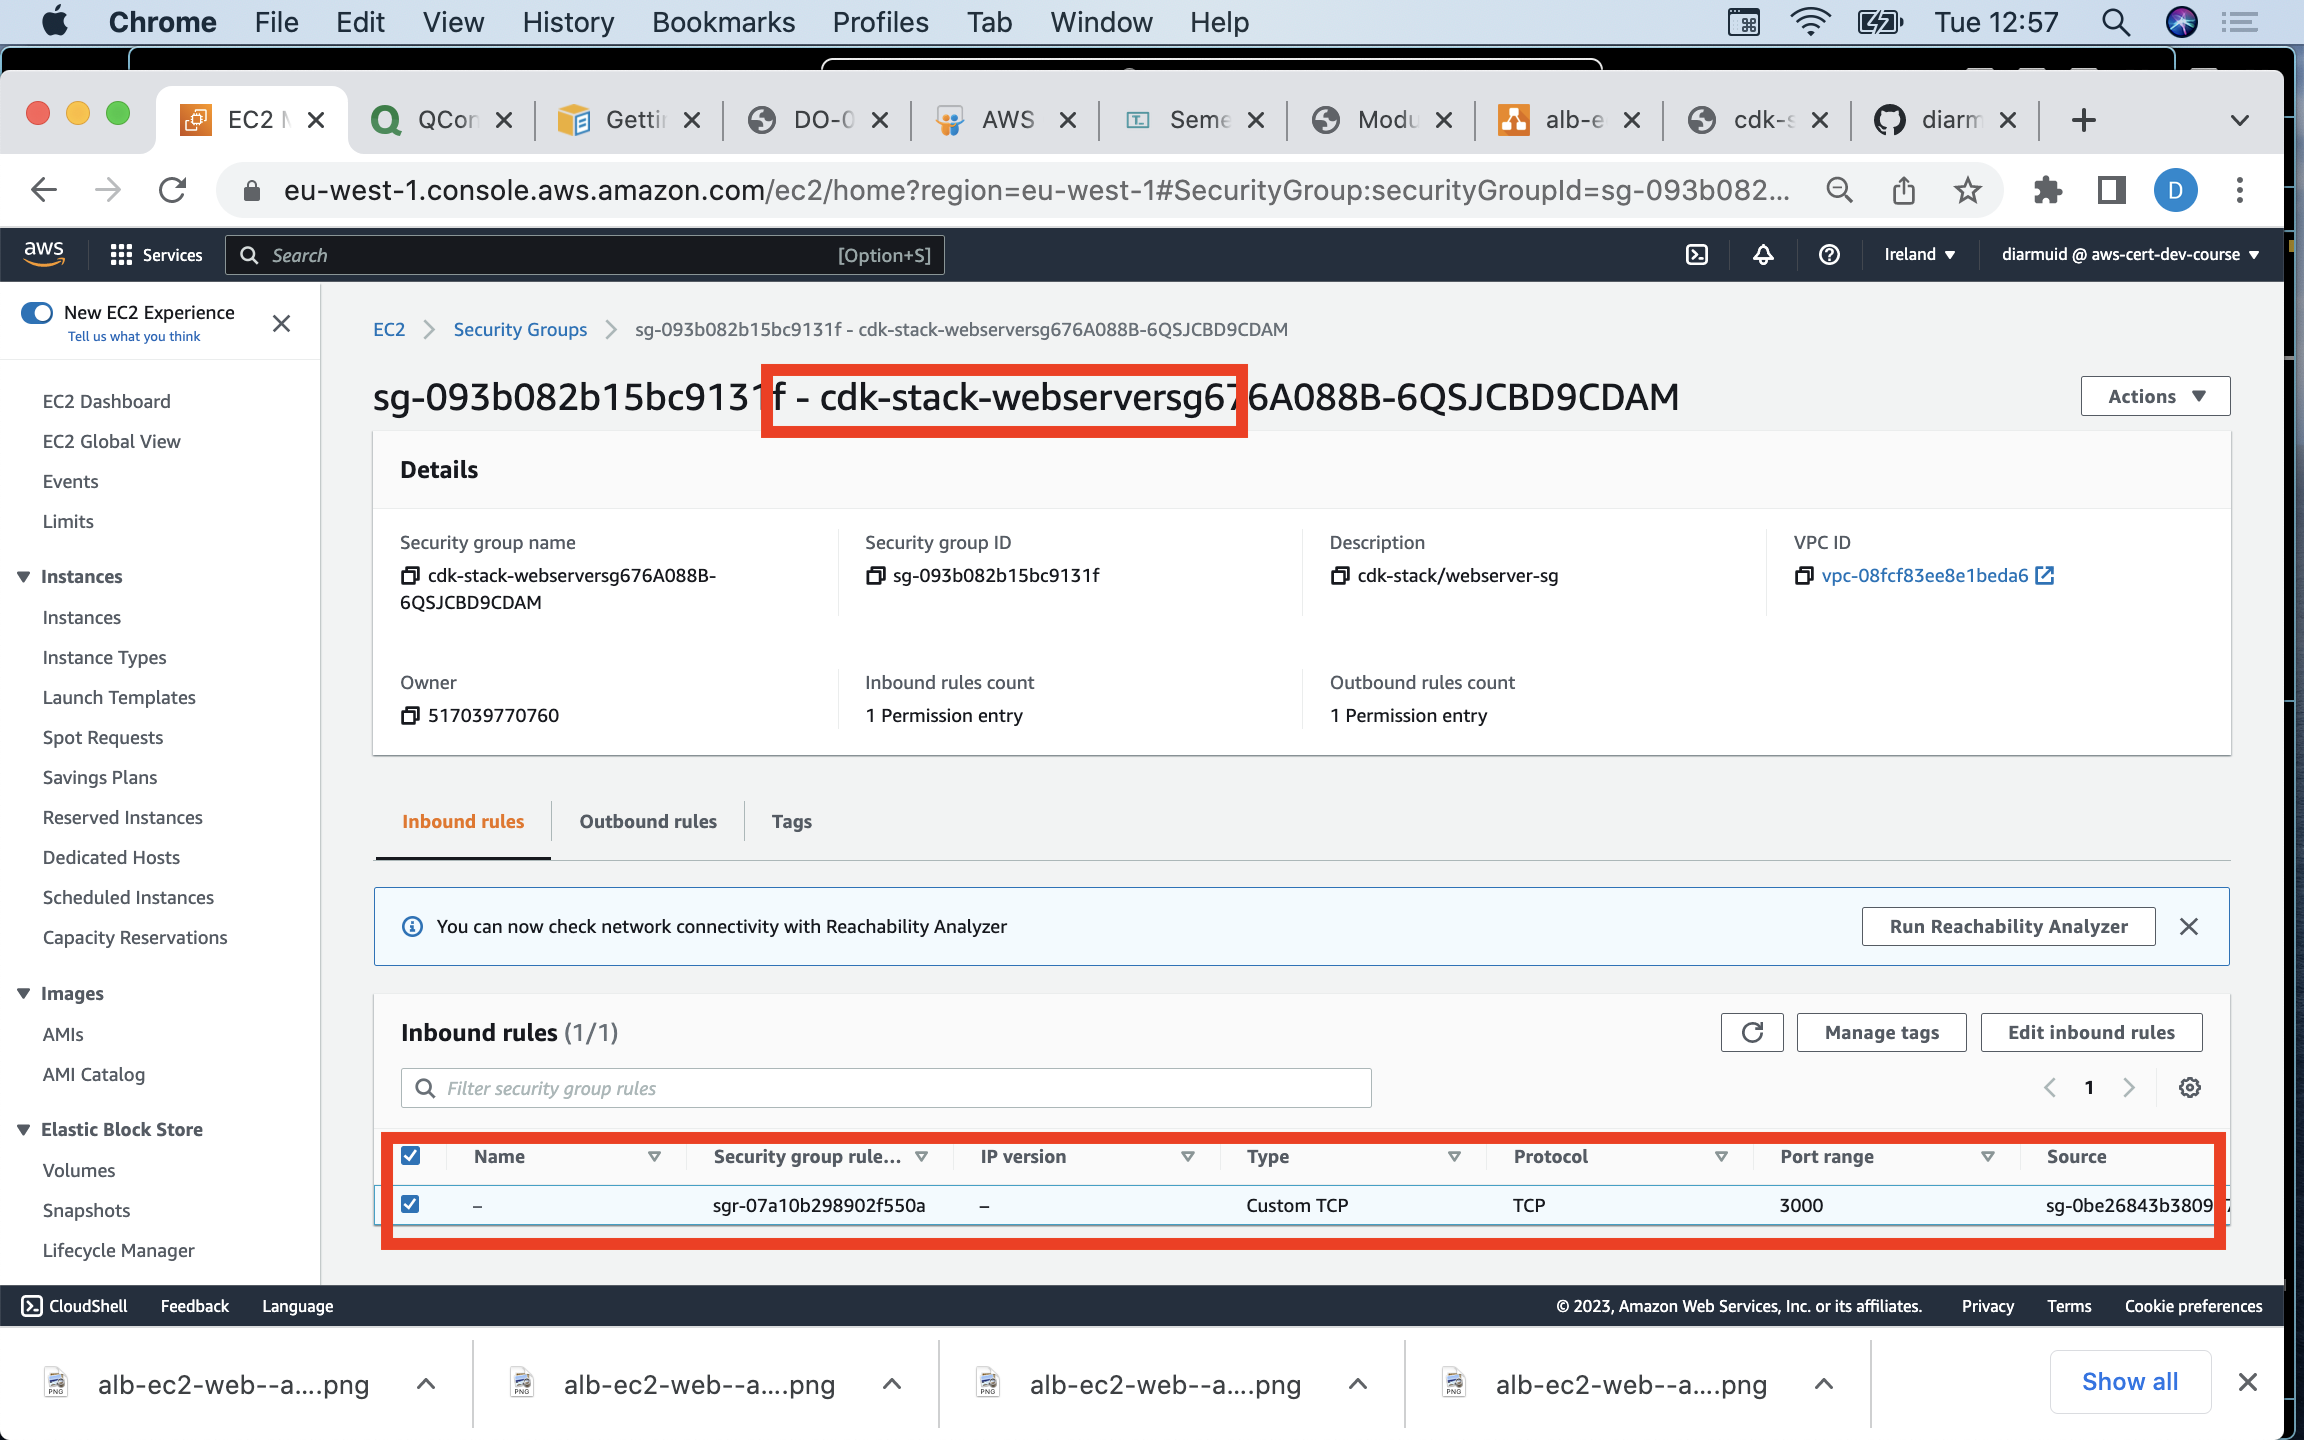 Chrome File Edit View History Bookmarks Profiles Tab Window Help Tue 12:57
EC2 M QCon Gettin DO-0 AWS Seme Modu alb-e cdk-s diarm
eu-west-1.console.aws.amazon.com/ec2/home?region=eu-west-1#SecurityGroup:securityGroupId=sg-093b082... D
aws Services Search [Option+S] Ireland diarmuid @ aws-cert-dev-course
New EC2 Experience
Tell us what you think
EC2 Dashboard
EC2 Global View
Events
Limits
Instances
Instances
Instance Types
Launch Templates
Spot Requests
Savings Plans
Reserved Instances
Dedicated Hosts
Scheduled Instances
Capacity Reservations
Images
AMIs
AMI Catalog
Elastic Block Store
Volumes
Snapshots
Lifecycle Manager
EC2 Security Groups sg-093b082b15bc9131f - cdk-stack-webserversg676A088B-6QSJCBD9CDAM
sg-093b082b15bc9131f - cdk-stack-webserversg676A088B-6QSJCBD9CDAM
Actions
Details
Security group name
cdk-stack-webserversg676A088B-
6QSJCBD9CDAM
Security group ID
sg-093b082b15bc9131f
Description
cdk-stack/webserver-sg
VPC ID
vpc-08fcf83ee8e1beda6
Owner
517039770760
Inbound rules count
1 Permission entry
Outbound rules count
1 Permission entry
Inbound rules Outbound rules Tags
You can now check network connectivity with Reachability Analyzer Run Reachability Analyzer
Inbound rules (1/1) Manage tags Edit inbound rules
Filter security group rules 1
Name Security group rule... IP version Type Protocol Port range Source
– sgr-07a10b298902f550a – Custom TCP TCP 3000 sg-0be26843b3809
CloudShell Feedback Language © 2023, Amazon Web Services, Inc. or its affiliates. Privacy Terms Cookie preferences
alb-ec2-web--a....png alb-ec2-web--a....png alb-ec2-web--a....png alb-ec2-web--a....png Show all